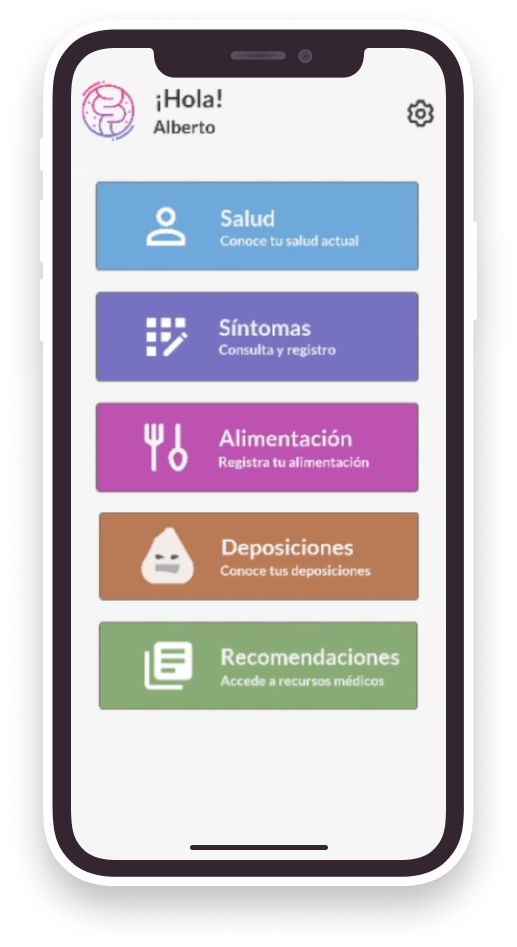 ¡Hola!
Alberto
Salud
Conoce tu salud actual
Síntomas
Consulta y registro
Alimentación
Registra tu alimentación
Deposiciones
Conoce tus deposiciones
Recomendaciones
Accede a recursos médicos